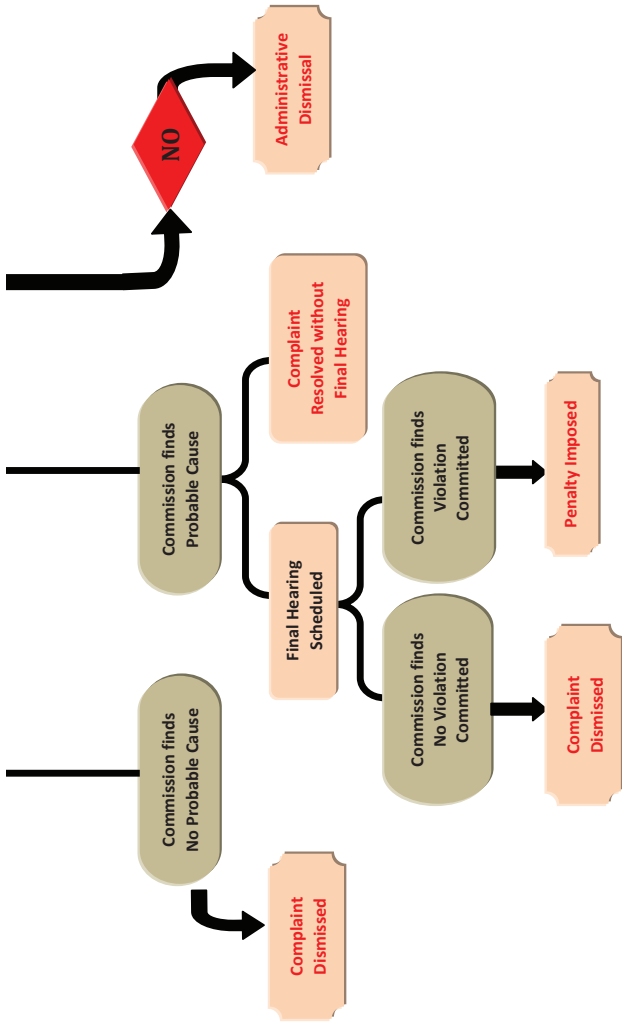 NO
Administrative
Dismissal
Commission finds
Probable Cause
Complaint
Resolved without
Final Hearing
Final Hearing
Scheduled
Commission finds
Violation
Committed
Penalty Imposed
Commission finds
No Violation
Committed
Complaint
Dismissed
Commission finds
No Probable Cause
Complaint
Dismissed